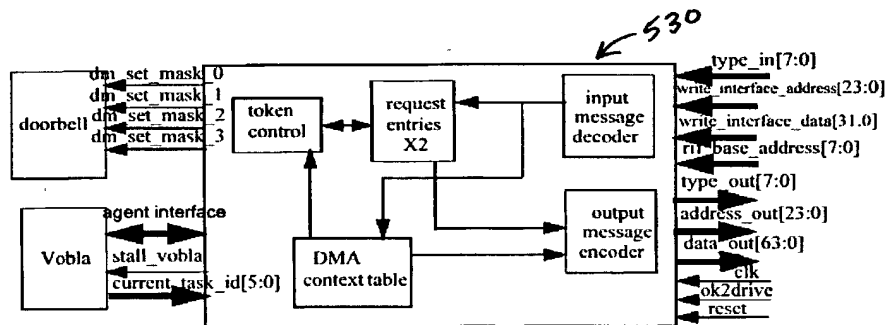 530
dm_set_mask_0
dm_set_mask_1
dm_set_mask_2
dm_set_mask_3
doorbell
token
control
request
entries
X2
input
message
decoder
type_in[7:0]
write_interface_address[23:0]
write_interface_data[31.0]
rif_base_address[7:0]
type_out[7:0]
address_out[23:0]
data_out[63:0]
clk
ok2drive
reset
agent interface
Vobla
stall_vobla
current_task_id[5:0]
DMA
context table
output
message
encoder